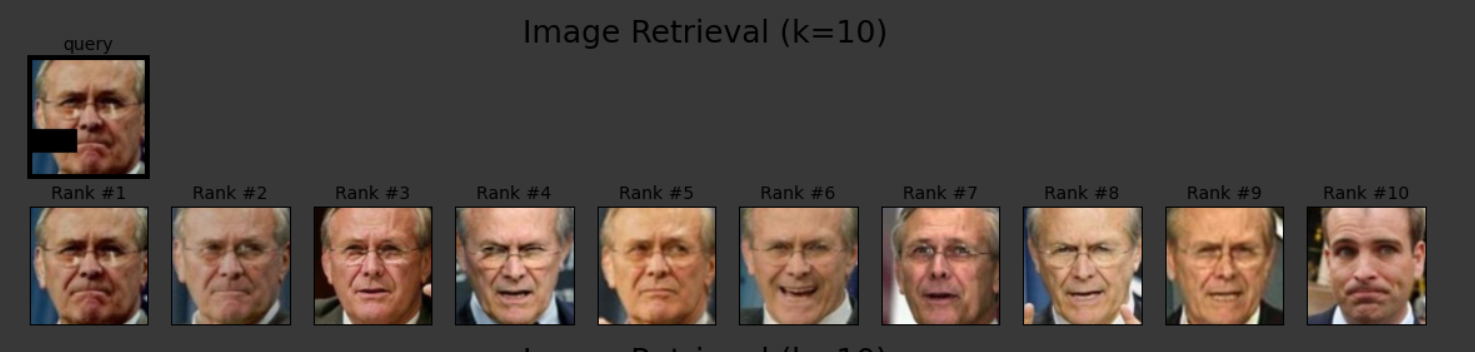 Image Retrieval (k=10)
query
Rank #1 Rank #2 Rank #3 Rank #4 Rank #5 Rank #6 Rank #7 Rank #8 Rank #9 Rank #10